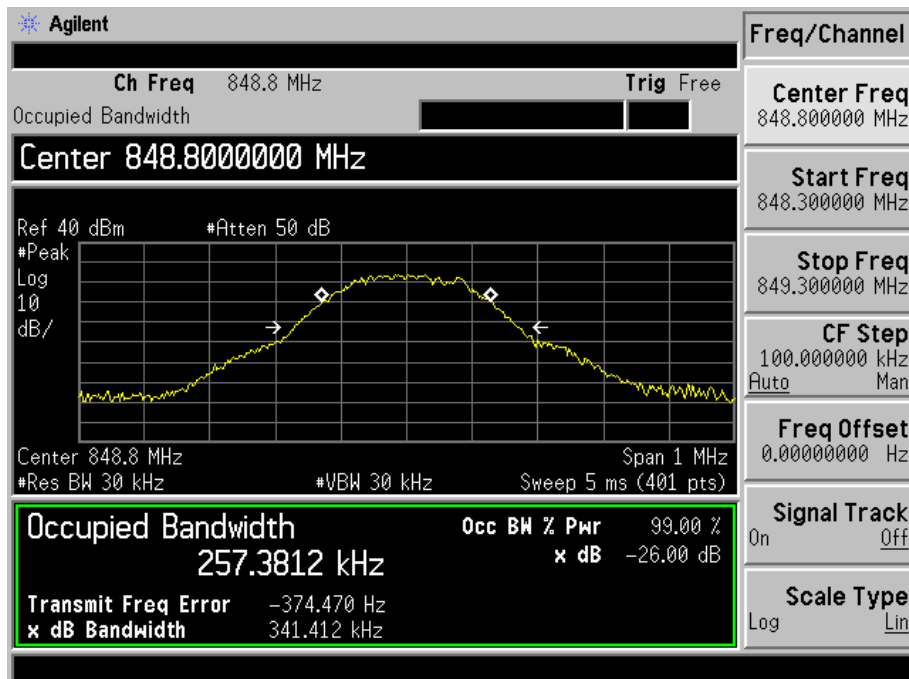 Agilent
Freq/Channel
Ch Freq 848.8 MHz Trig Free
Occupied Bandwidth
Center Freq
848.800000 MHz
Center 848.8000000 MHz
Start Freq
848.300000 MHz
Ref 40 dBm #Atten 50 dB
#Peak
Log
10
dB/
Stop Freq
849.300000 MHz
CF Step
100.000000 kHz
Auto Man
Center 848.8 MHz Span 1 MHz
#Res BW 30 kHz #VBW 30 kHz Sweep 5 ms (401 pts)
Freq Offset
0.00000000 Hz
Occupied Bandwidth Occ BW % Pwr 99.00 %
257.3812 kHz x dB -26.00 dB
Signal Track
On Off
Transmit Freq Error -374.470 Hz
x dB Bandwidth 341.412 kHz
Scale Type
Log Lin